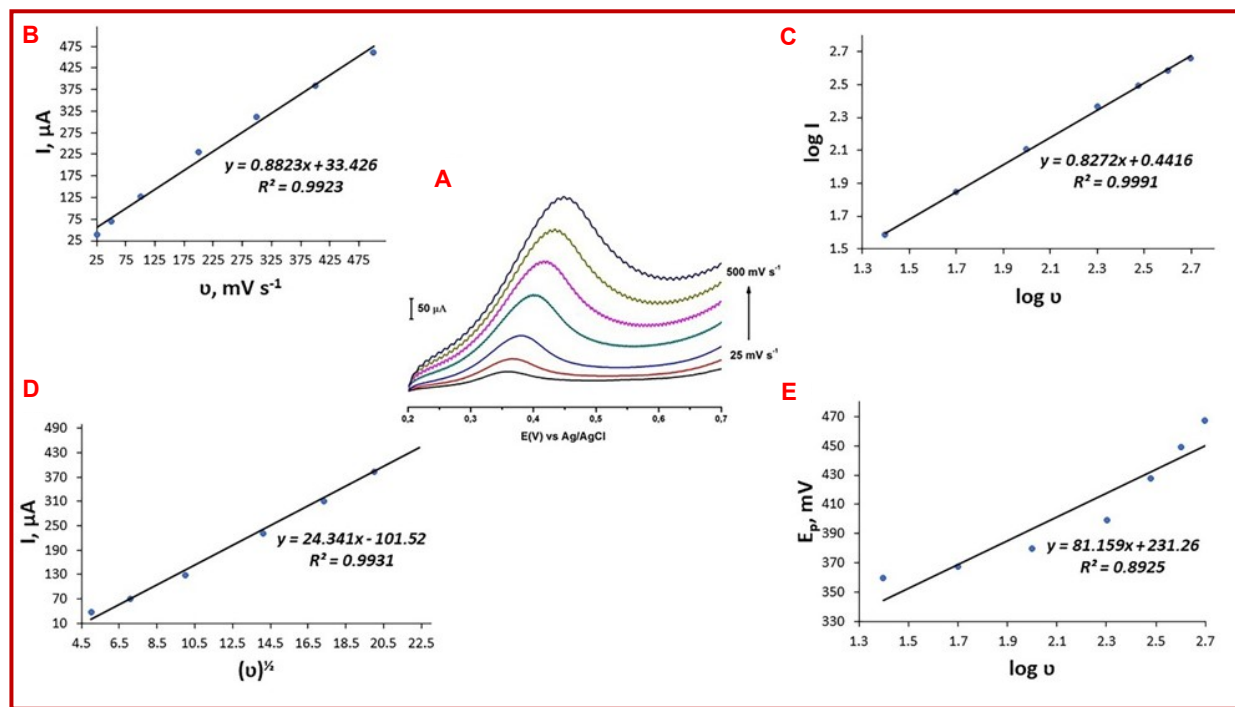 B
475
425
375
325
275
225
175
125
75
25
I, µA
y = 0.8823x + 33.426
R² = 0.9923
25 75 125 175 225 275 325 375 425 475
υ, mV s⁻¹
C
2.7
2.5
2.3
2.1
1.9
1.7
1.5
log I
y = 0.8272x + 0.4416
R² = 0.9991
1.3 1.5 1.7 1.9 2.1 2.3 2.5 2.7
log υ
A
50 µA
500 mV s⁻¹
25 mV s⁻¹
0,2 0,3 0,4 0,5 0,6 0,7
E(V) vs Ag/AgCl
D
490
430
370
310
250
190
130
70
10
I, µA
y = 24.341x - 101.52
R² = 0.9931
4.5 6.5 8.5 10.5 12.5 14.5 16.5 18.5 20.5 22.5
(υ)^½
E
470
450
430
410
390
370
350
330
Eₚ, mV
y = 81.159x + 231.26
R² = 0.8925
1.3 1.5 1.7 1.9 2.1 2.3 2.5 2.7
log υ